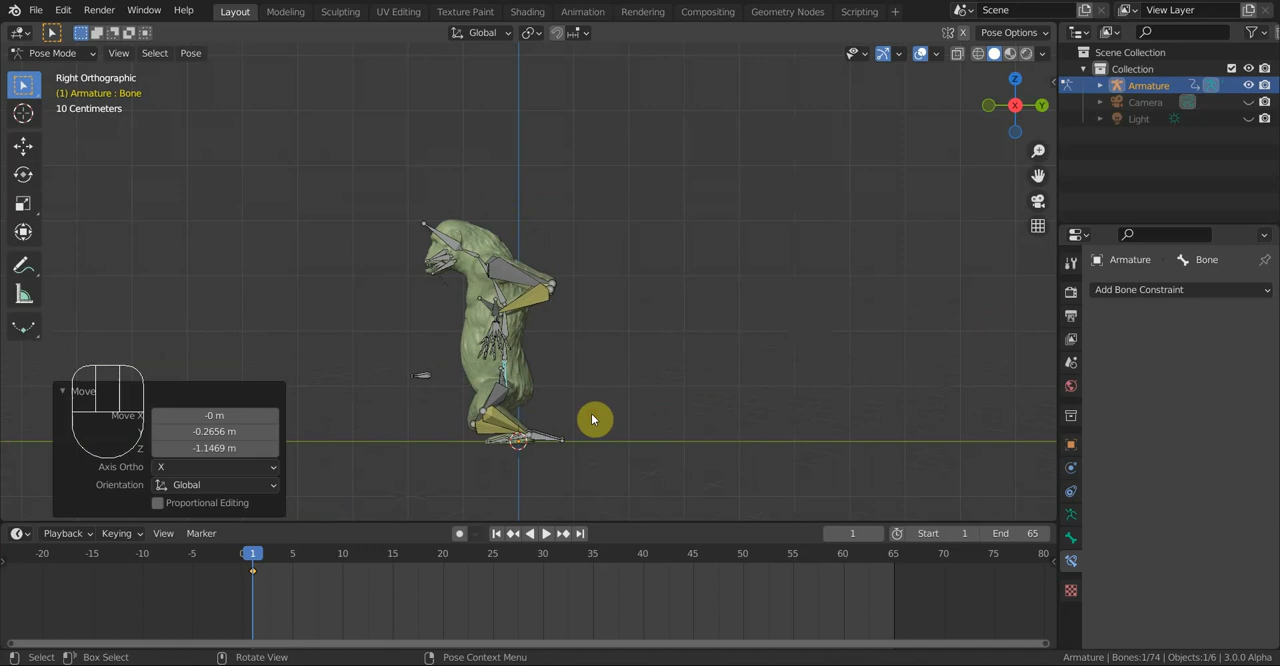 File Edit Render Window Help Layout Modeling Sculpting UV Editing Texture Paint Shading Animation Rendering Compositing Geometry Nodes Scripting + Scene View Layer
Global Pose Options
Pose Mode View Select Pose
Right Orthographic
(1) Armature : Bone
10 Centimeters
Z
X
Y
Scene Collection
Collection
Armature
Camera
Light
Armature Bone
Add Bone Constraint
Move
Move X -0 m
-0.2656 m
Z -1.1469 m
Axis Ortho X
Orientation Global
Proportional Editing
Playback Keying View Marker 1 Start 1 End 65
-20 -15 -10 -5 1 5 10 15 20 25 30 35 40 45 50 55 60 65 70 75 80
Select Box Select Rotate View Pose Context Menu Armature | Bones:1/74 | Objects:1/6 | 3.0.0 Alpha